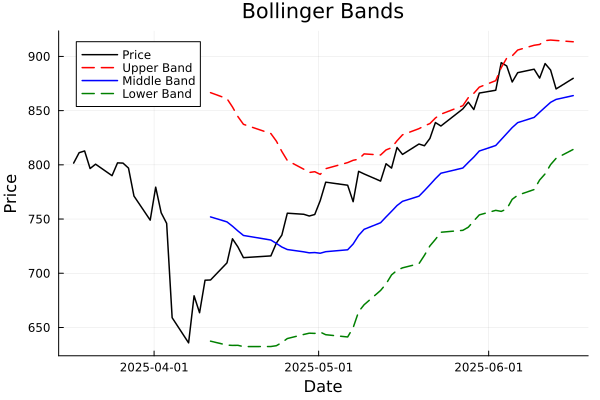 Bollinger Bands
Price
Upper Band
Middle Band
Lower Band
900
850
800
750
700
650
Price
2025-04-01
2025-05-01
2025-06-01
Date